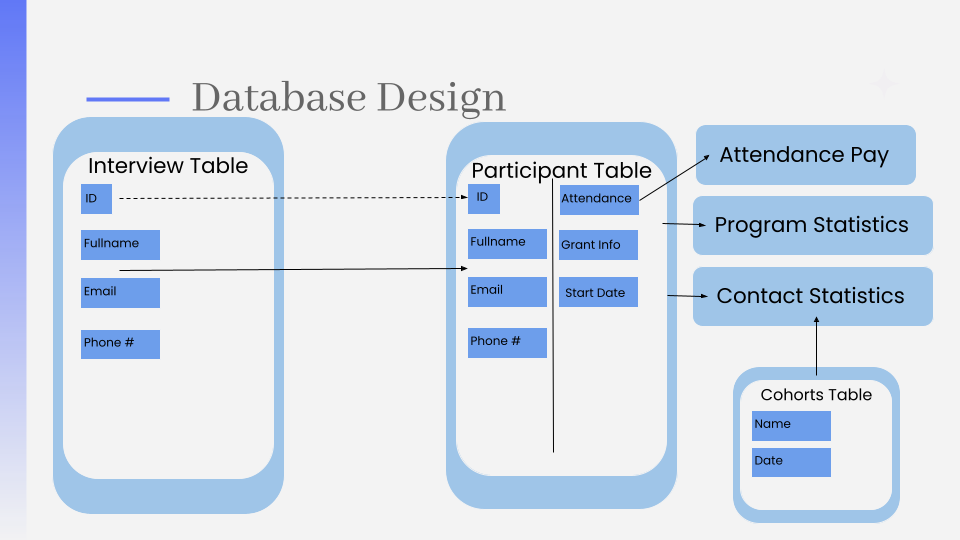 Database Design
Interview Table
ID
Fullname
Email
Phone #
Participant Table
ID
Fullname
Email
Phone #
Attendance
Grant Info
Start Date
Attendance Pay
Program Statistics
Contact Statistics
Cohorts Table
Name
Date